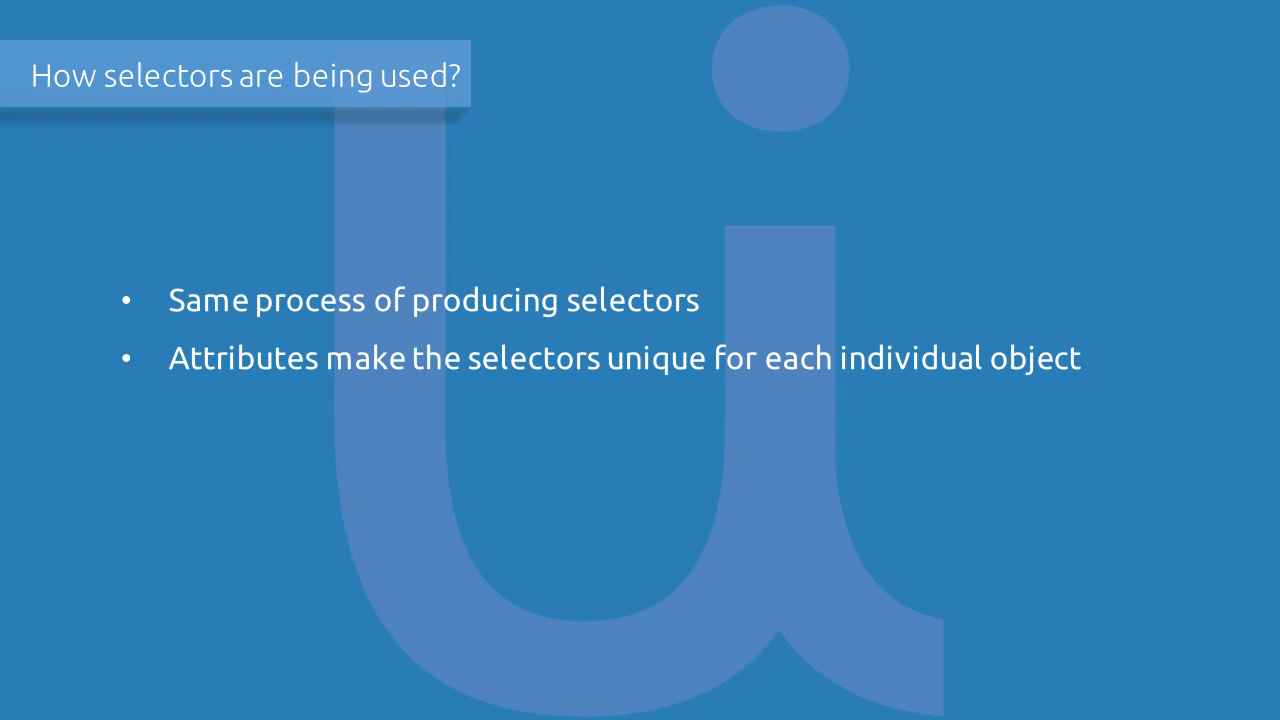 How selectors are being used?
• Same process of producing selectors
• Attributes make the selectors unique for each individual object